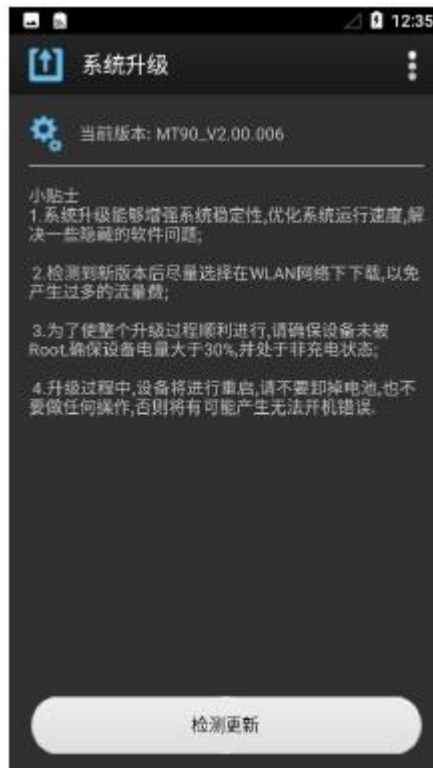 12:35
系统升级
当前版本: MT90_V2.00.006
小贴士
1.系统升级能够增强系统稳定性,优化系统运行速度,解
决一些隐藏的软件问题;
2.检测到新版本后尽量选择在WLAN网络下下载,以免
产生过多的流量费;
3.为了使整个升级过程顺利进行,请确保设备未被
Root.确保设备电量大于30%,并处于非充电状态;
4.升级过程中,设备将进行重启,请不要卸掉电池,也不
要做任何操作,否则将有可能产生无法开机错误.
检测更新